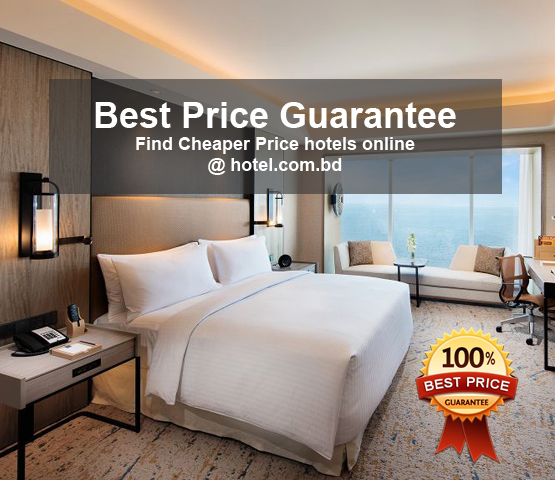 Best Price Guarantee
Find Cheaper Price hotels online
@ hotel.com.bd
100%
BEST PRICE
GUARANTEE